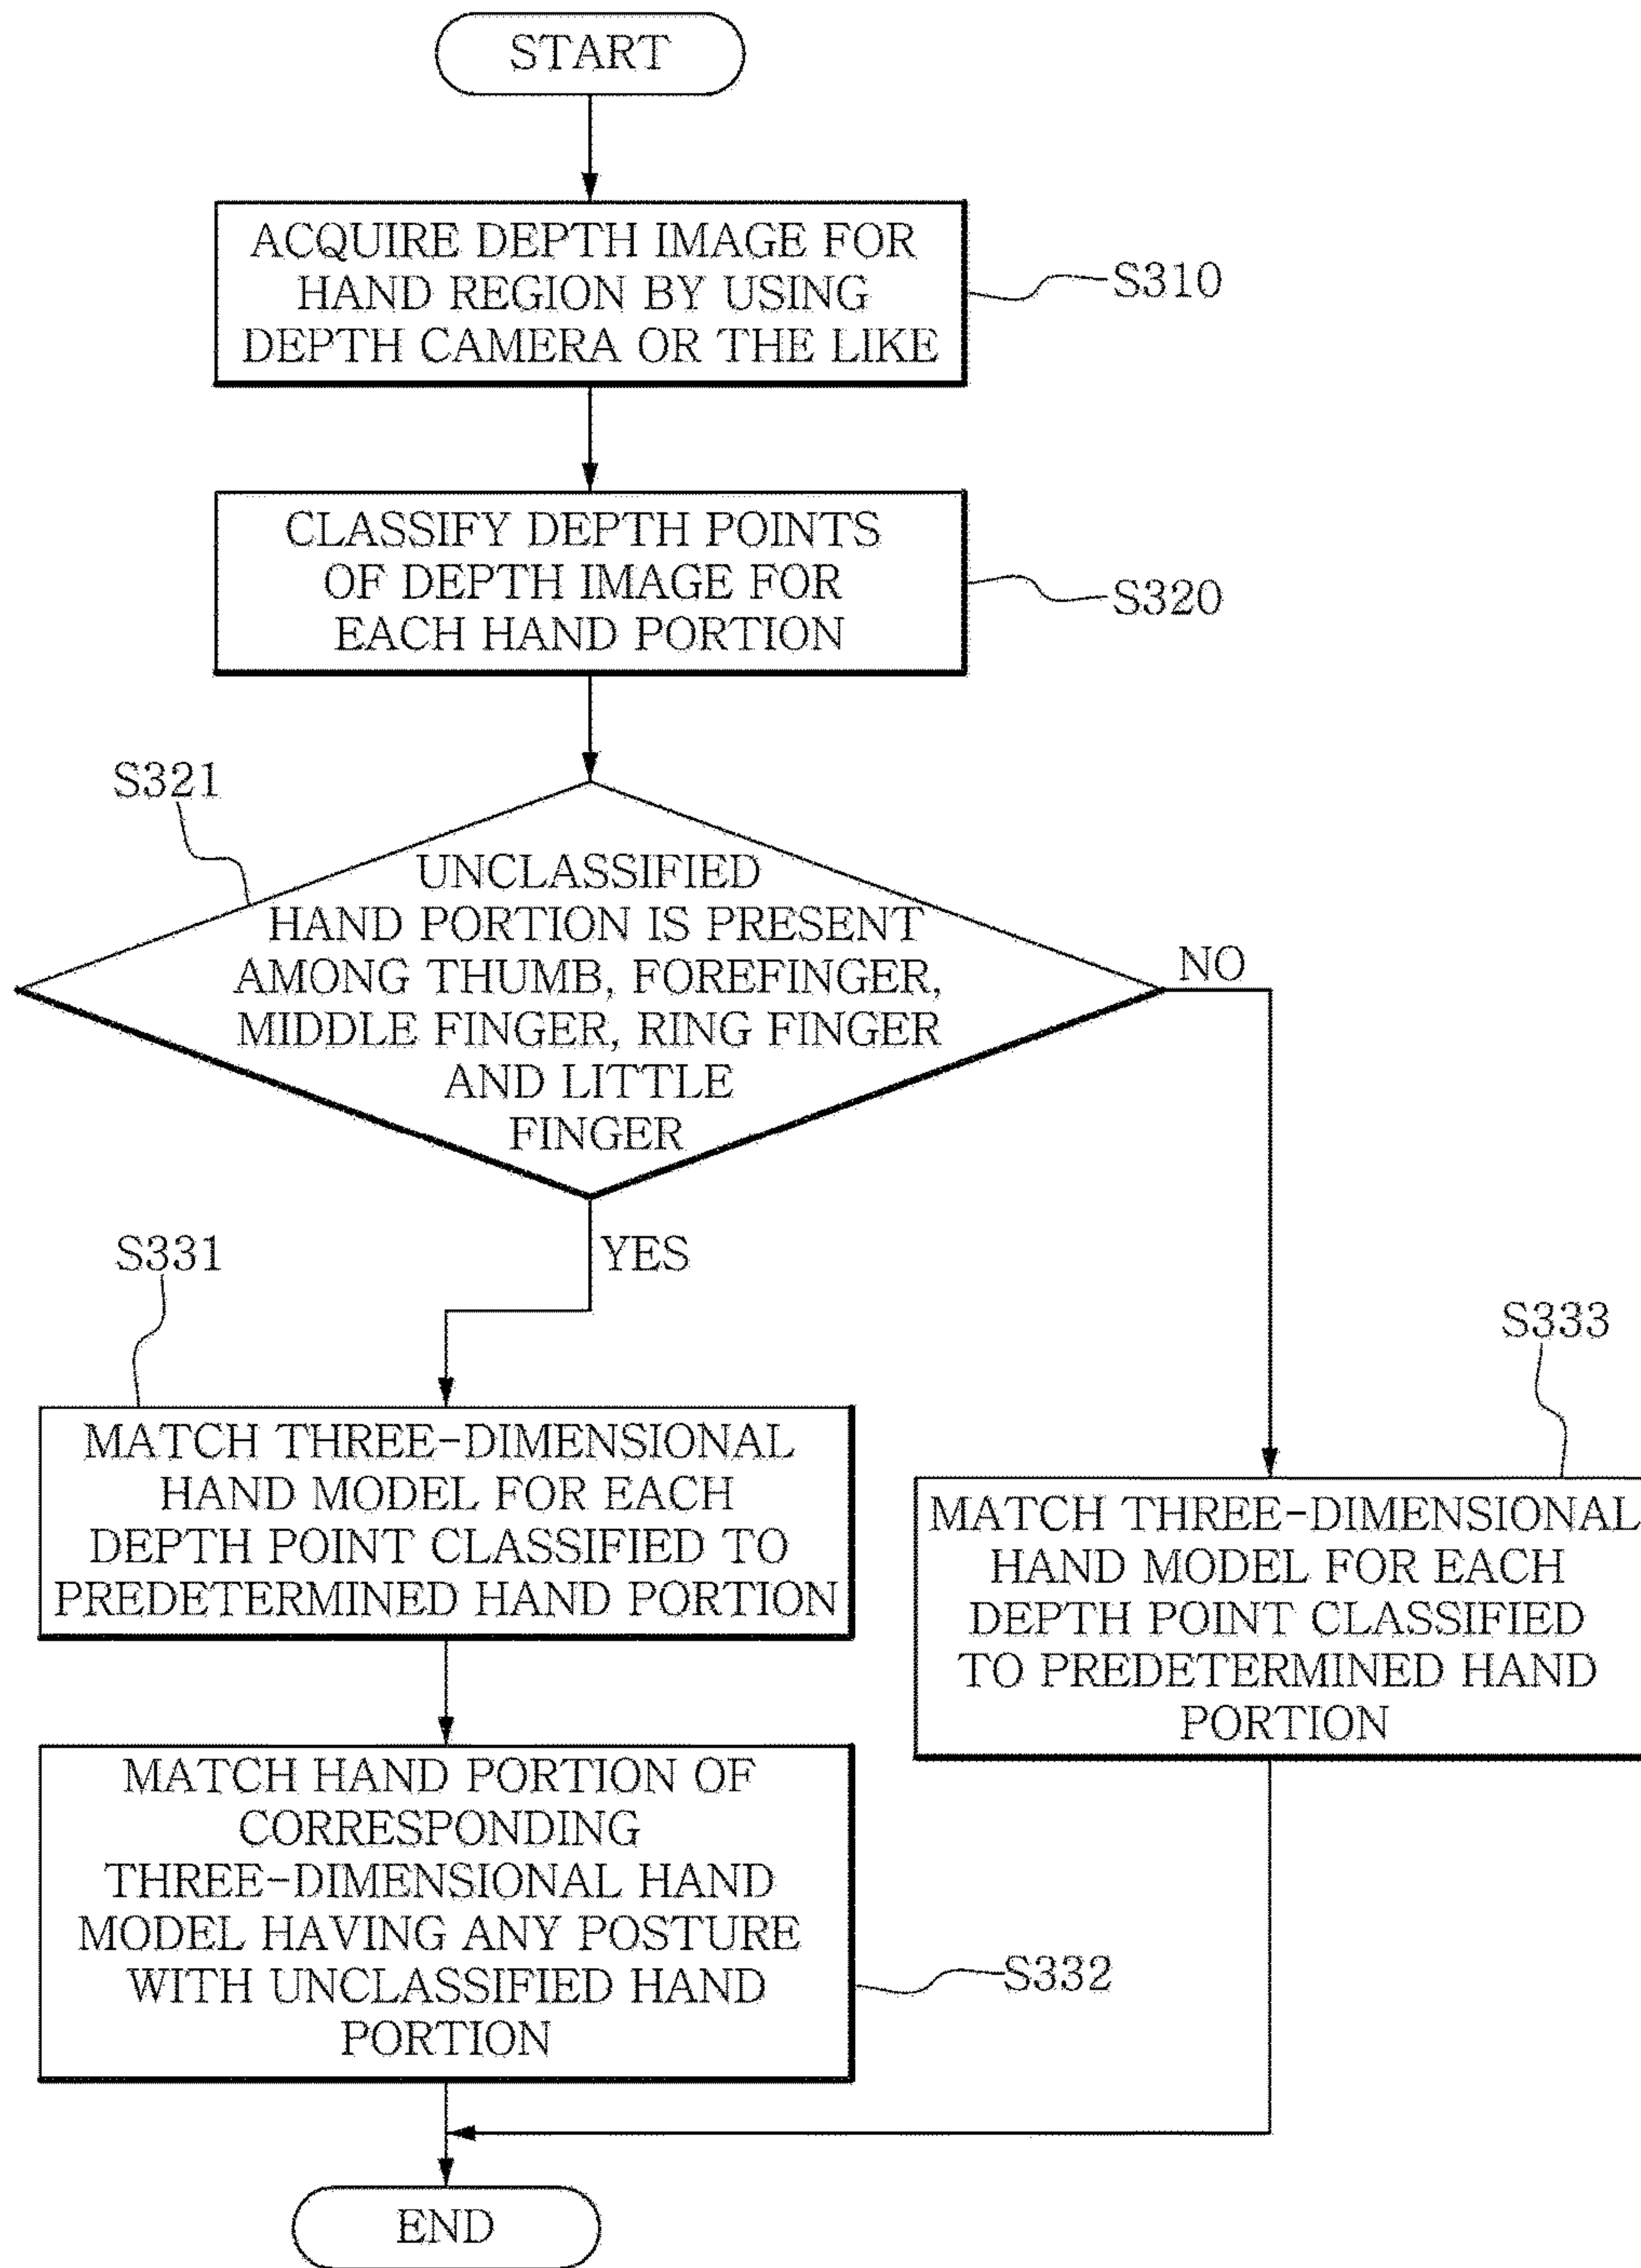 START
ACQUIRE DEPTH IMAGE FOR
HAND REGION BY USING
DEPTH CAMERA OR THE LIKE
S310
CLASSIFY DEPTH POINTS
OF DEPTH IMAGE FOR
EACH HAND PORTION
S320
S321
UNCLASSIFIED
HAND PORTION IS PRESENT
AMONG THUMB, FOREFINGER,
MIDDLE FINGER, RING FINGER
AND LITTLE
FINGER
NO
YES
S331
MATCH THREE-DIMENSIONAL
HAND MODEL FOR EACH
DEPTH POINT CLASSIFIED TO
PREDETERMINED HAND PORTION
S333
MATCH THREE-DIMENSIONAL
HAND MODEL FOR EACH
DEPTH POINT CLASSIFIED
TO PREDETERMINED HAND
PORTION
MATCH HAND PORTION OF
CORRESPONDING
THREE-DIMENSIONAL HAND
MODEL HAVING ANY POSTURE
WITH UNCLASSIFIED HAND
PORTION
S332
END